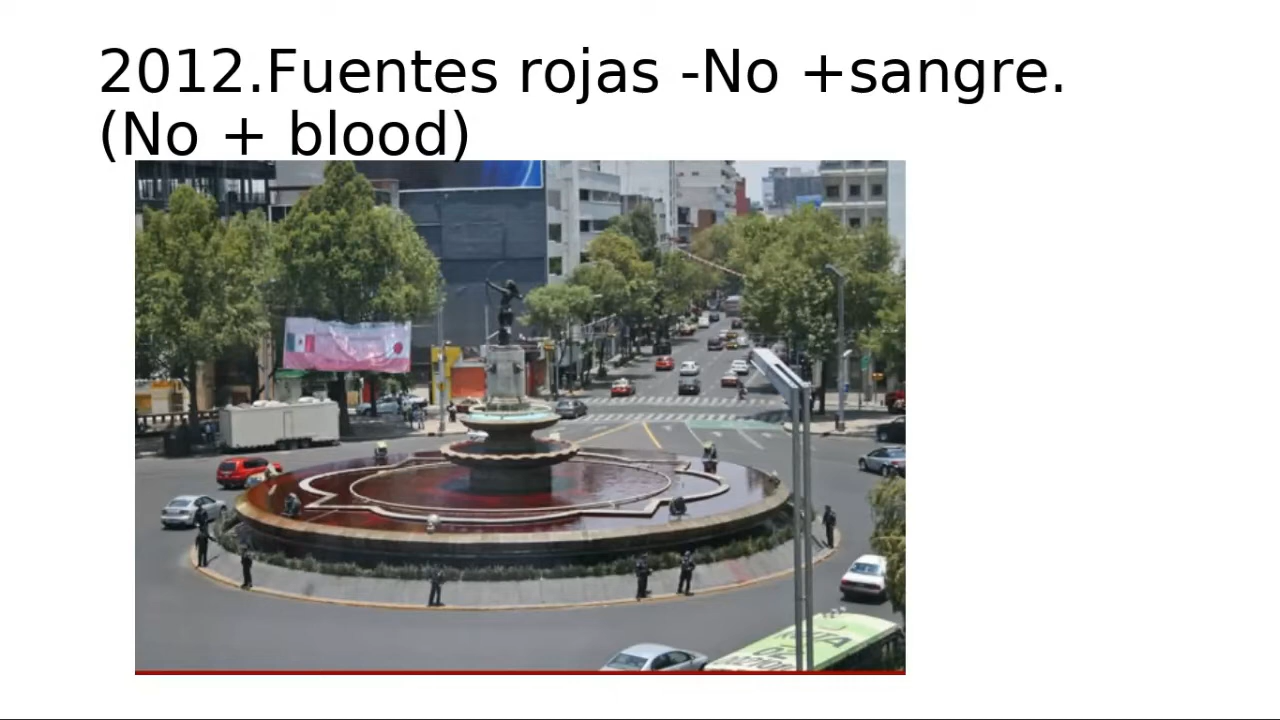 2012.Fuentes rojas -No +sangre.
(No + blood)